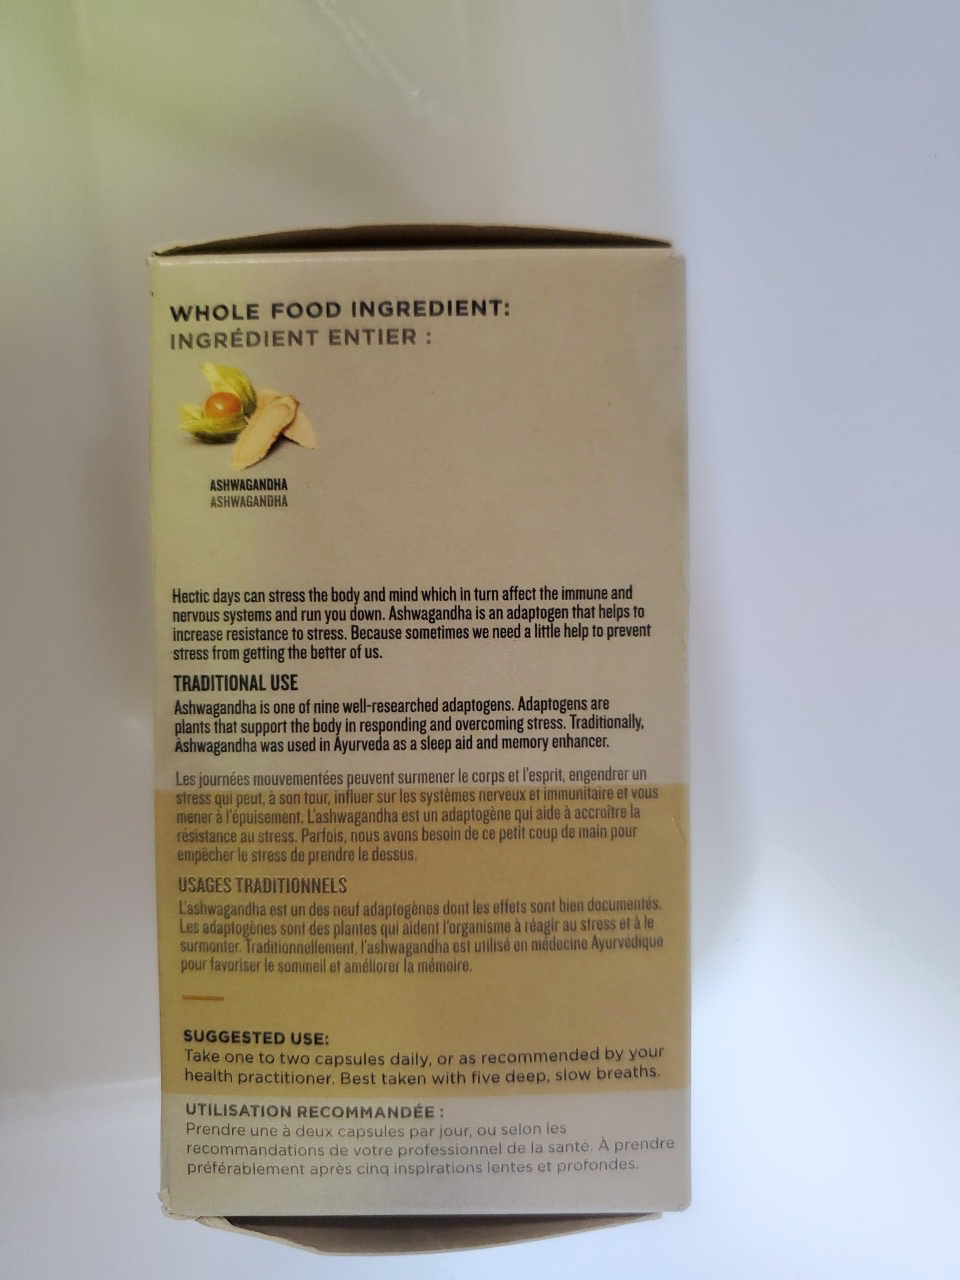 WHOLE FOOD INGREDIENT:
INGRÉDIENT ENTIER :
ASHWAGANDHA
ASHWAGANDHA
Hectic days can stress the body and mind which in turn affect the immune and
nervous systems and run you down. Ashwagandha is an adaptogen that helps to
increase resistance to stress. Because sometimes we need a little help to prevent
stress from getting the better of us.
TRADITIONAL USE
Ashwagandha is one of nine well-researched adaptogens. Adaptogens are
plants that support the body in responding and overcoming stress. Traditionally,
Ashwagandha was used in Ayurveda as a sleep aid and memory enhancer.
Les journées mouvementées peuvent surmener le corps et l'esprit, engendrer un
stress qui peut, à son tour, influer sur les systèmes nerveux et immunitaire et vous
mener à l'épuisement. L'ashwagandha est un adaptogène qui aide à accroître la
résistance au stress. Parfois, nous avons besoin de ce petit coup de main pour
empêcher le stress de prendre le dessus.
USAGES TRADITIONNELS
L'ashwagandha est un des neuf adaptogènes dont les effets sont bien documentés.
Les adaptogènes sont des plantes qui aident l'organisme à réagir au stress et à le
surmonter. Traditionnellement, l'ashwagandha est utilisé en médecine Ayurvédique
pour favoriser le sommeil et améliorer la mémoire.
SUGGESTED USE:
Take one to two capsules daily, or as recommended by your
health practitioner. Best taken with five deep, slow breaths.
UTILISATION RECOMMANDÉE :
Prendre une à deux capsules par jour, ou selon les
recommandations de votre professionnel de la santé. À prendre
préférablement après cinq inspirations lentes et profondes.